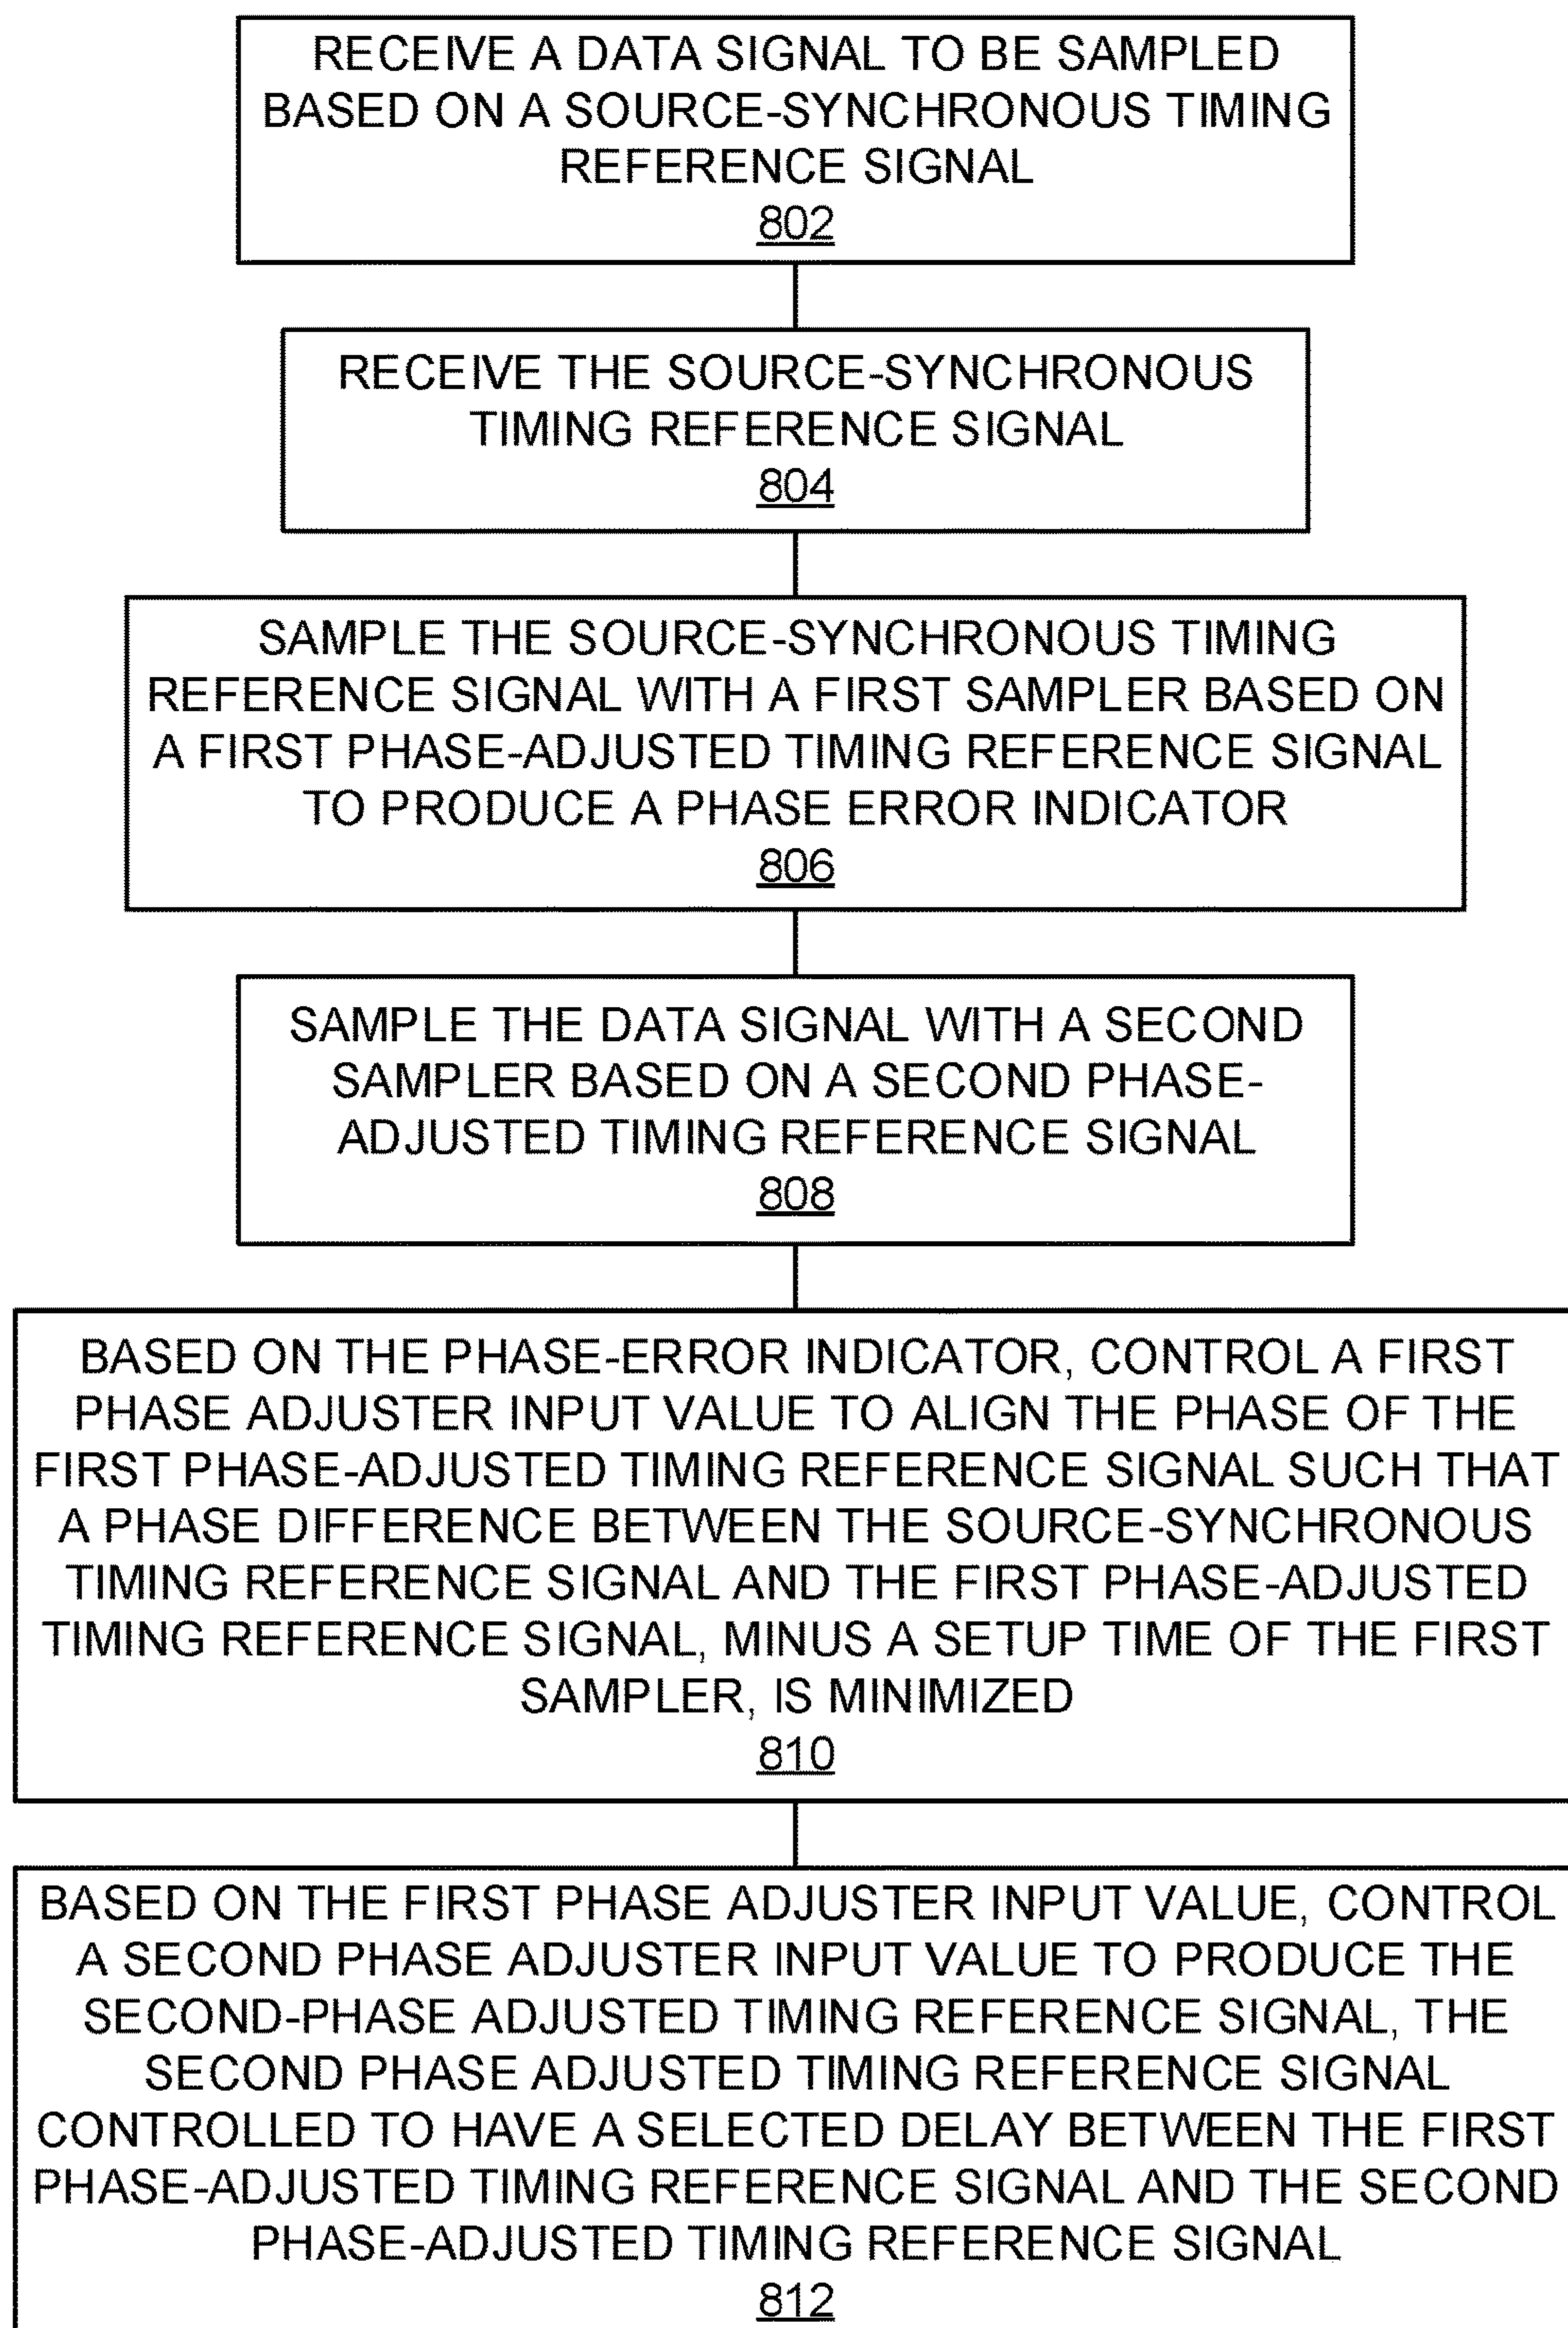 RECEIVE A DATA SIGNAL TO BE SAMPLED
BASED ON A SOURCE-SYNCHRONOUS TIMING
REFERENCE SIGNAL
802
RECEIVE THE SOURCE-SYNCHRONOUS
TIMING REFERENCE SIGNAL
804
SAMPLE THE SOURCE-SYNCHRONOUS TIMING
REFERENCE SIGNAL WITH A FIRST SAMPLER BASED ON
A FIRST PHASE-ADJUSTED TIMING REFERENCE SIGNAL
TO PRODUCE A PHASE ERROR INDICATOR
806
SAMPLE THE DATA SIGNAL WITH A SECOND
SAMPLER BASED ON A SECOND PHASE-
ADJUSTED TIMING REFERENCE SIGNAL
808
BASED ON THE PHASE-ERROR INDICATOR, CONTROL A FIRST
PHASE ADJUSTER INPUT VALUE TO ALIGN THE PHASE OF THE
FIRST PHASE-ADJUSTED TIMING REFERENCE SIGNAL SUCH THAT
A PHASE DIFFERENCE BETWEEN THE SOURCE-SYNCHRONOUS
TIMING REFERENCE SIGNAL AND THE FIRST PHASE-ADJUSTED
TIMING REFERENCE SIGNAL, MINUS A SETUP TIME OF THE FIRST
SAMPLER, IS MINIMIZED
810
BASED ON THE FIRST PHASE ADJUSTER INPUT VALUE, CONTROL
A SECOND PHASE ADJUSTER INPUT VALUE TO PRODUCE THE
SECOND-PHASE ADJUSTED TIMING REFERENCE SIGNAL, THE
SECOND PHASE ADJUSTED TIMING REFERENCE SIGNAL
CONTROLLED TO HAVE A SELECTED DELAY BETWEEN THE FIRST
PHASE-ADJUSTED TIMING REFERENCE SIGNAL AND THE SECOND
PHASE-ADJUSTED TIMING REFERENCE SIGNAL
812